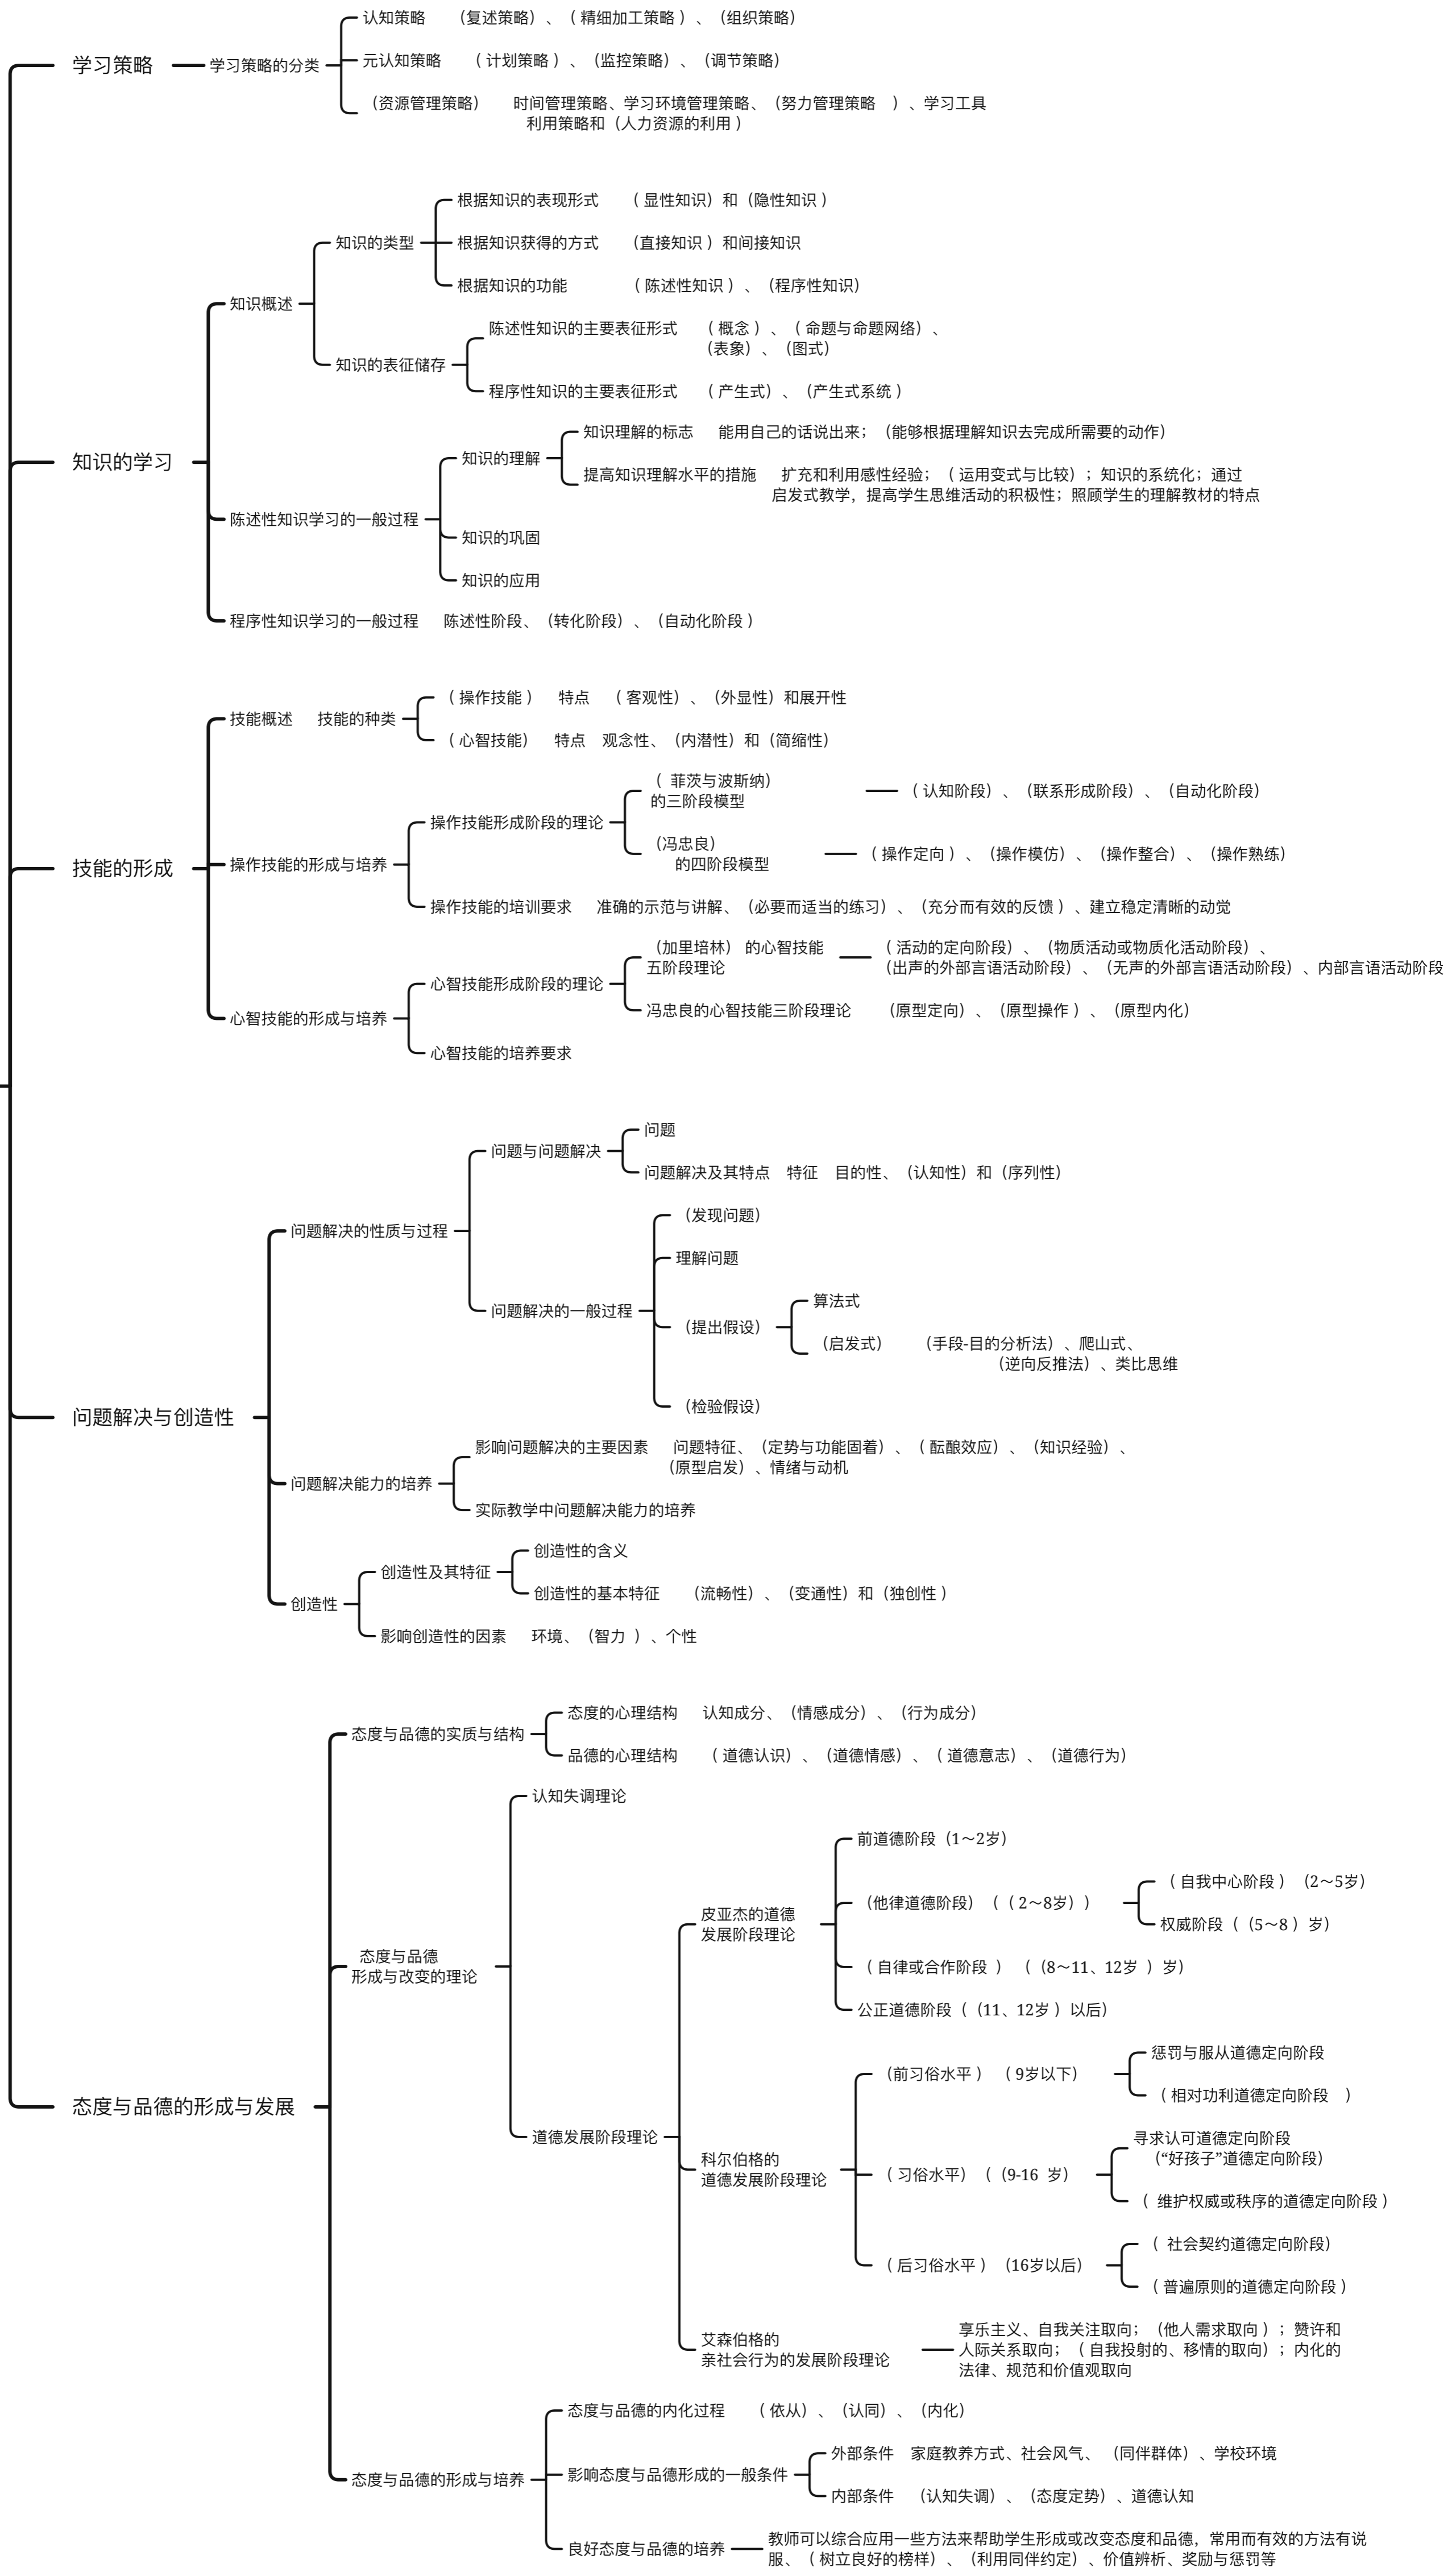 认知策略 （复述策略）、（ 精细加工策略 ）、（组织策略）
学习策略
学习策略的分类
元认知策略 （ 计划策略 ）、（监控策略）、（调节策略）
（资源管理策略） 时间管理策略、学习环境管理策略、（努力管理策略 ）、学习工具
利用策略和（人力资源的利用 ）
根据知识的表现形式 （ 显性知识）和（隐性知识 ）
知识的类型
根据知识获得的方式 （直接知识 ）和间接知识
根据知识的功能 （ 陈述性知识 ）、（程序性知识）
知识概述
陈述性知识的主要表征形式 （ 概念 ）、（ 命题与命题网络）、
（表象）、（图式）
知识的表征储存
程序性知识的主要表征形式 （ 产生式）、（产生式系统 ）
知识的学习
知识理解的标志 能用自己的话说出来；（能够根据理解知识去完成所需要的动作）
知识的理解
提高知识理解水平的措施 扩充和利用感性经验；（ 运用变式与比较）；知识的系统化；通过
启发式教学，提高学生思维活动的积极性；照顾学生的理解教材的特点
陈述性知识学习的一般过程
知识的巩固
知识的应用
程序性知识学习的一般过程 陈述性阶段、（转化阶段）、（自动化阶段 ）
（ 操作技能 ） 特点 （ 客观性）、（外显性）和展开性
技能概述 技能的种类
（ 心智技能） 特点 观念性、（内潜性）和（简缩性）
（ 菲茨与波斯纳）
的三阶段模型
（ 认知阶段）、（联系形成阶段）、（自动化阶段）
操作技能形成阶段的理论
（冯忠良）
的四阶段模型
（ 操作定向 ）、（操作模仿）、（操作整合）、（操作熟练）
技能的形成
操作技能的形成与培养
操作技能的培训要求 准确的示范与讲解、（必要而适当的练习）、（充分而有效的反馈 ）、建立稳定清晰的动觉
（加里培林） 的心智技能
五阶段理论
（ 活动的定向阶段）、（物质活动或物质化活动阶段）、
（出声的外部言语活动阶段）、（无声的外部言语活动阶段）、内部言语活动阶段
心智技能形成阶段的理论
冯忠良的心智技能三阶段理论 （原型定向）、（原型操作 ）、（原型内化）
心智技能的形成与培养
心智技能的培养要求
问题
问题与问题解决
问题解决及其特点 特征 目的性、（认知性）和（序列性）
（发现问题）
问题解决的性质与过程
理解问题
问题解决的一般过程
算法式
（提出假设）
（启发式） （手段-目的分析法）、爬山式、
（逆向反推法）、类比思维
（检验假设）
问题解决与创造性
影响问题解决的主要因素 问题特征、（定势与功能固着）、（ 酝酿效应）、（知识经验）、
（原型启发）、情绪与动机
问题解决能力的培养
实际教学中问题解决能力的培养
创造性的含义
创造性及其特征
创造性的基本特征 （流畅性）、（变通性）和（独创性 ）
创造性
影响创造性的因素 环境、（智力 ）、个性
态度的心理结构 认知成分、（情感成分）、（行为成分）
态度与品德的实质与结构
品德的心理结构 （ 道德认识）、（道德情感）、（ 道德意志）、（道德行为）
认知失调理论
前道德阶段（1～2岁）
（他律道德阶段）（（ 2～8岁））
（ 自我中心阶段 ）（2～5岁）
权威阶段（（5～8 ）岁）
皮亚杰的道德
发展阶段理论
态度与品德
形成与改变的理论
（ 自律或合作阶段 ） （（8～11、12岁 ）岁）
公正道德阶段（（11、12岁 ）以后）
惩罚与服从道德定向阶段
（前习俗水平 ） （ 9岁以下）
（ 相对功利道德定向阶段 ）
态度与品德的形成与发展
道德发展阶段理论
科尔伯格的
道德发展阶段理论
寻求认可道德定向阶段
（“好孩子”道德定向阶段）
（ 习俗水平）（（9-16 岁）
（ 维护权威或秩序的道德定向阶段 ）
（ 社会契约道德定向阶段）
（ 后习俗水平 ）（16岁以后）
（ 普遍原则的道德定向阶段 ）
艾森伯格的
亲社会行为的发展阶段理论
享乐主义、自我关注取向；（他人需求取向 ）；赞许和
人际关系取向；（ 自我投射的、移情的取向）；内化的
法律、规范和价值观取向
态度与品德的内化过程 （ 依从）、（认同）、（内化）
外部条件 家庭教养方式、社会风气、 （同伴群体）、学校环境
态度与品德的形成与培养
影响态度与品德形成的一般条件
内部条件 （认知失调）、（态度定势）、道德认知
良好态度与品德的培养
教师可以综合应用一些方法来帮助学生形成或改变态度和品德，常用而有效的方法有说
服、（ 树立良好的榜样）、（利用同伴约定）、价值辨析、奖励与惩罚等